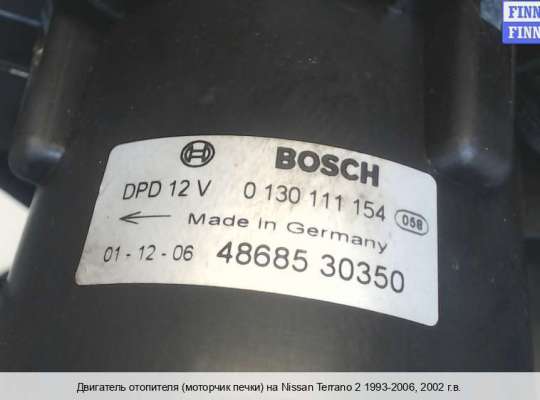 FINN
FINN
BOSCH
DPD 12 V 0 130 111 154 058
Made in Germany
01 - 12 - 06 48685 30350
Двигатель отопителя (моторчик печки) на Nissan Terrano 2 1993-2006, 2002 г.в.